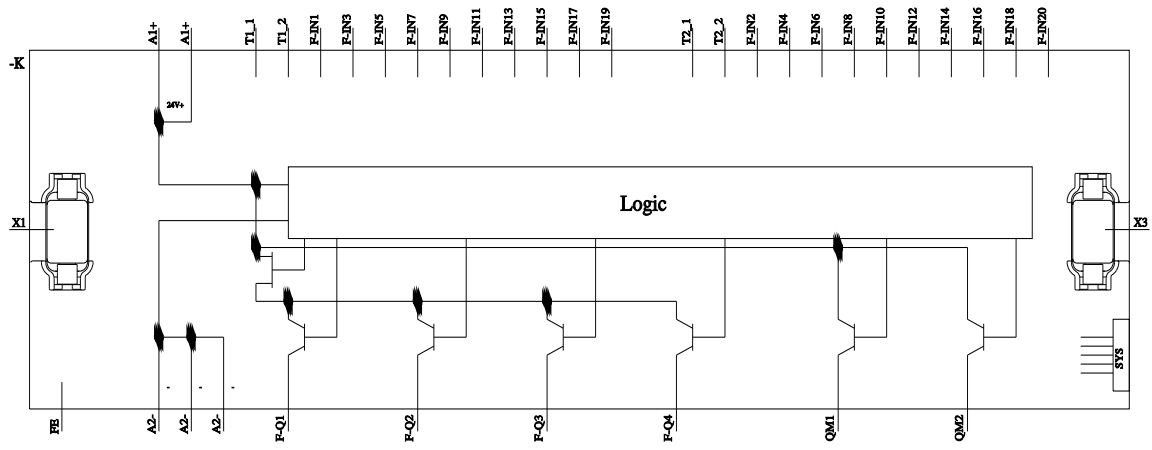 A1+
A1+
T1_1
T1_2
F-IN1
F-IN3
F-IN5
F-IN7
F-IN9
F-IN11
F-IN13
F-IN15
F-IN17
F-IN19
T2_1
T2_2
F-IN2
F-IN4
F-IN6
F-IN8
F-IN10
F-IN12
F-IN14
F-IN16
F-IN18
F-IN20
-K
24V+
Logic
X1
X3
SYS
- - -
FE
A2-
A2-
A2-
F-Q1
F-Q2
F-Q3
F-Q4
QM1
QM2